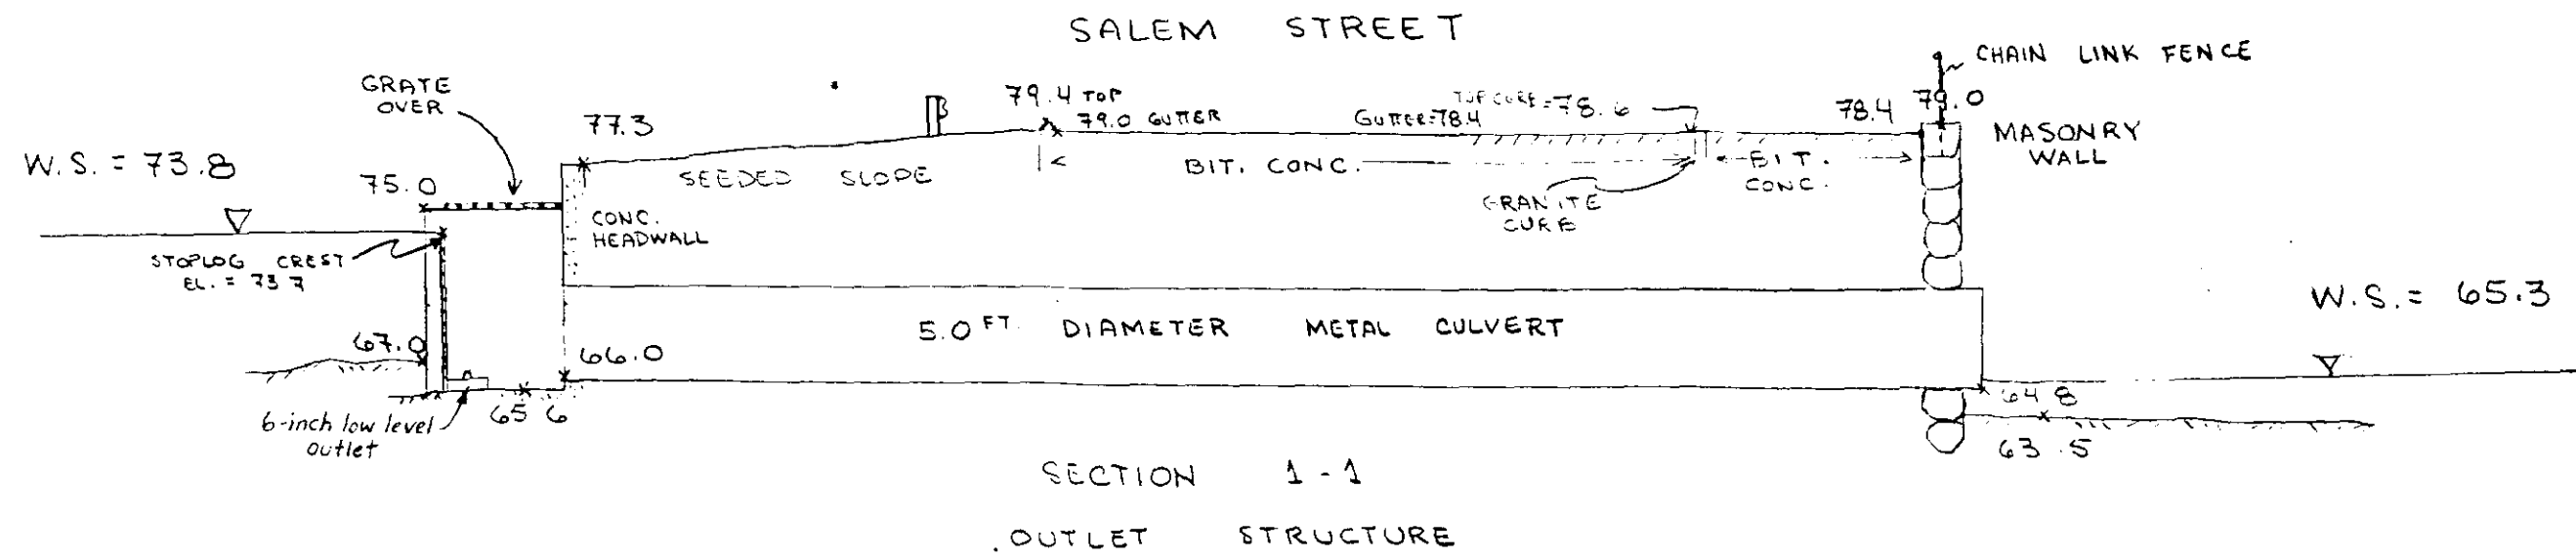 SALEM STREET
CHAIN LINK FENCE
GRATE
OVER
77.3
79.4 TOP
79.0 GUTTER
GUTTER=78.4
TOP CURB=78.6
78.4
79.0
MASONRY
WALL
W.S. = 73.8
75.0
SEEDED SLOPE
BIT. CONC.
BIT.
CONC.
GRANITE
CURB
CONC.
HEADWALL
STOPLOG CREST
EL. = 73.7
67.0
66.0
5.0 FT. DIAMETER METAL CULVERT
W.S. = 65.3
65.6
64.8
63.5
6-inch low level
outlet
SECTION 1-1
OUTLET STRUCTURE